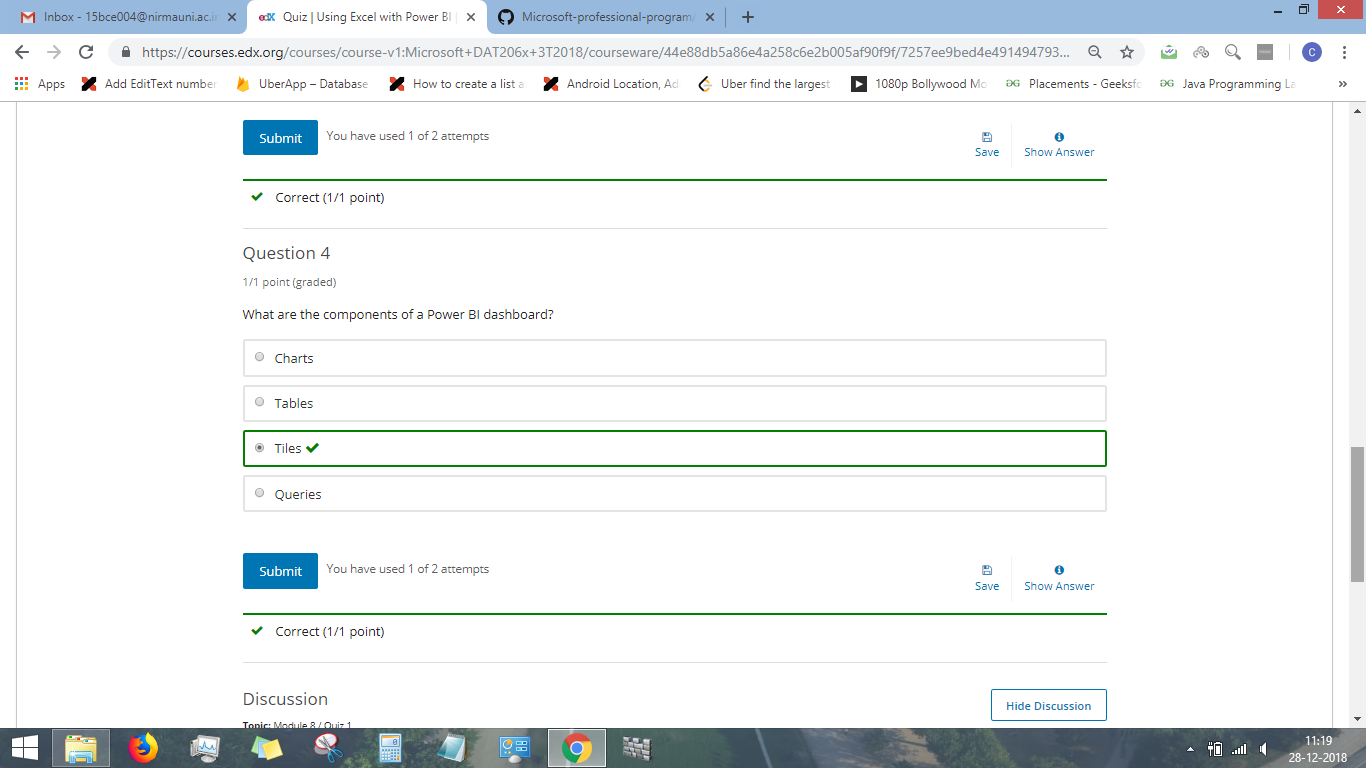 Inbox - 15bce004@nirmauni.ac.i
edX Quiz | Using Excel with Power BI |
Microsoft-professional-program/
https://courses.edx.org/courses/course-v1:Microsoft+DAT206x+3T2018/courseware/44e88db5a86e4a258c6e2b005af90f9f/7257ee9bed4e491494793...
C
Apps
Add EditText number
UberApp – Database
How to create a list a
Android Location, Ad
Uber find the largest
1080p Bollywood Mo
Placements - Geeksfo
Java Programming La
»
Submit
You have used 1 of 2 attempts
Save
Show Answer
Correct (1/1 point)
Question 4
1/1 point (graded)
What are the components of a Power BI dashboard?
Charts
Tables
Tiles
Queries
Submit
You have used 1 of 2 attempts
Save
Show Answer
Correct (1/1 point)
Discussion
Hide Discussion
Topic: Module 8 / Quiz 1
11:19
28-12-2018